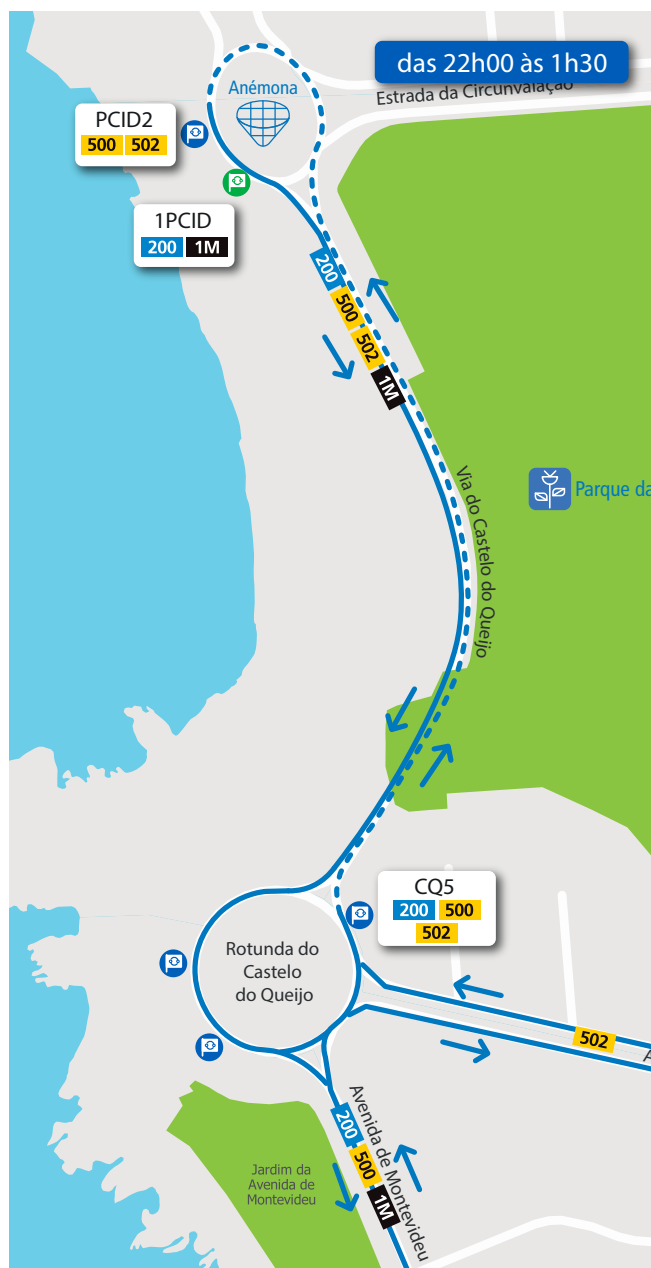 das 22h00 às 1h30
Anémona
Estrada da Circunvalação
PCID2
500 502
1PCID
200 1M
200
500
502
1M
Via do Castelo do Queijo
Parque da
CQ5
200 500
502
Rotunda do
Castelo
do Queijo
502
A
200
500
1M
Avenida de Montevideu
Jardim da
Avenida de
Montevideu